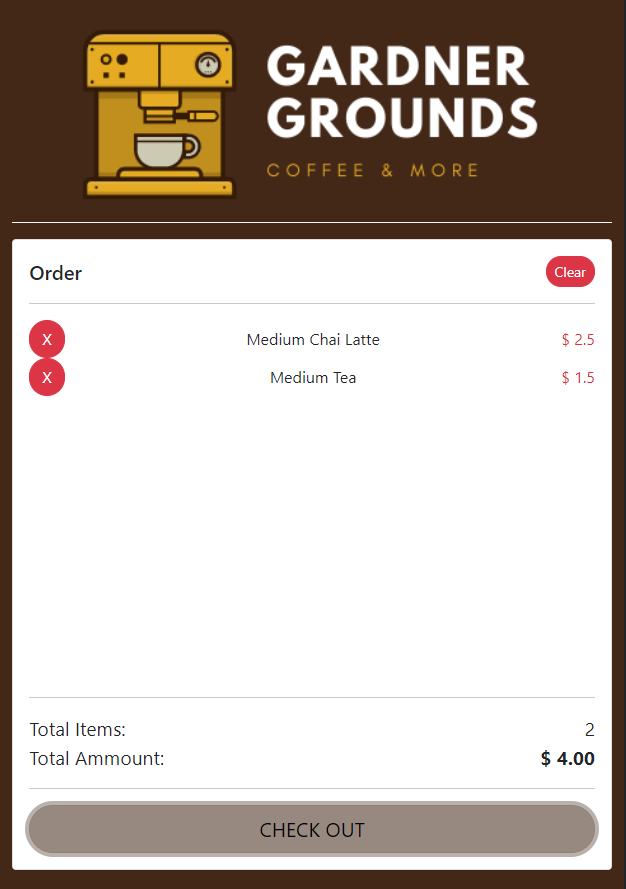 GARDNER
GROUNDS
COFFEE & MORE
Order Clear
X Medium Chai Latte $ 2.5
X Medium Tea $ 1.5
Total Items: 2
Total Ammount: $ 4.00
CHECK OUT